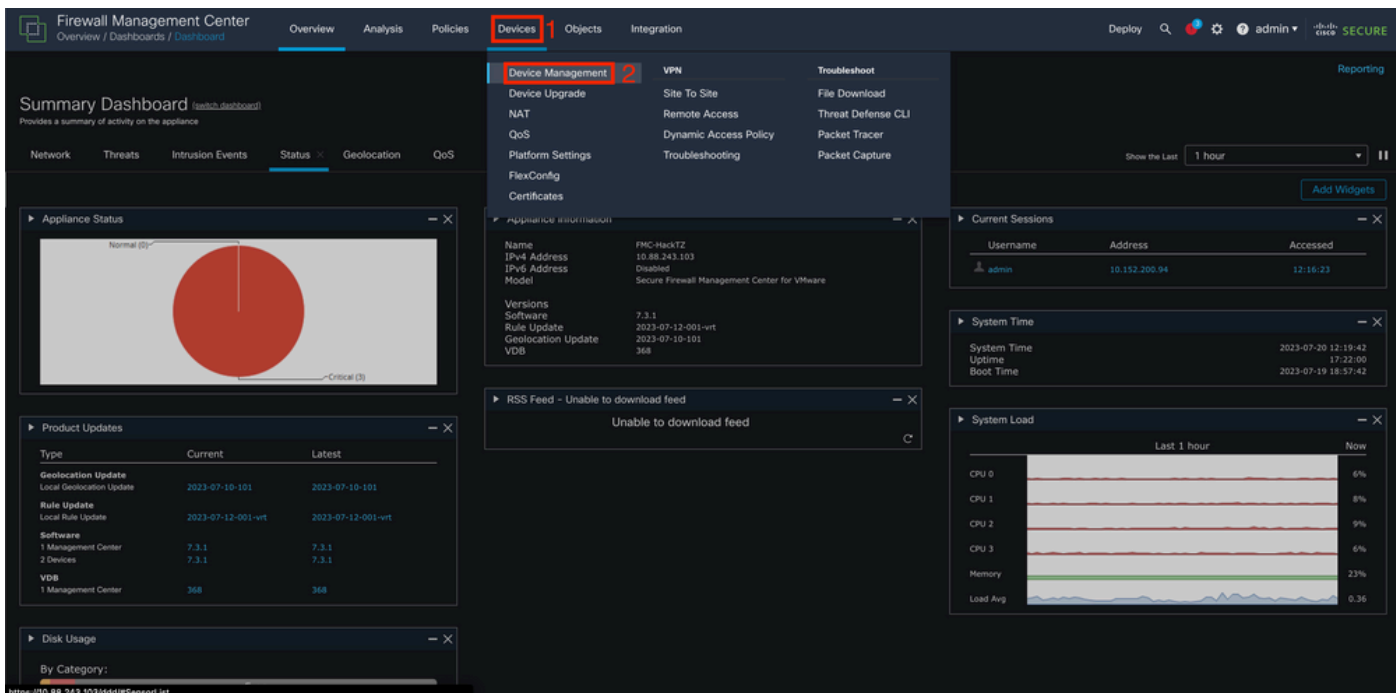 Firewall Management Center
Overview / Dashboards / Dashboard
Overview
Analysis
Policies
Devices
1
Objects
Integration
Deploy
3
admin
cisco SECURE
Device Management
2
Device Upgrade
NAT
QoS
Platform Settings
FlexConfig
Certificates
VPN
Site To Site
Remote Access
Dynamic Access Policy
Troubleshooting
Troubleshoot
File Download
Threat Defense CLI
Packet Tracer
Packet Capture
Reporting
Summary Dashboard (switch dashboard)
Provides a summary of activity on the appliance
Network
Threats
Intrusion Events
Status
Geolocation
QoS
Show the Last
1 hour
Add Widgets
Appliance Status
Normal (0)
Critical (3)
Product Updates
Type Current Latest
Geolocation Update
Local Geolocation Update 2023-07-10-101 2023-07-10-101
Rule Update
Local Rule Update 2023-07-12-001-vrt 2023-07-12-001-vrt
Software
1 Management Center 7.3.1 7.3.1
2 Devices 7.3.1 7.3.1
VDB
1 Management Center 368 368
Disk Usage
By Category:
Appliance Information
Name FMC-HackTZ
IPv4 Address 10.88.243.103
IPv6 Address Disabled
Model Secure Firewall Management Center for VMware
Versions
Software 7.3.1
Rule Update 2023-07-12-001-vrt
Geolocation Update 2023-07-10-101
VDB 368
RSS Feed - Unable to download feed
Unable to download feed
Current Sessions
Username Address Accessed
admin 10.152.200.94 12:16:23
System Time
System Time 2023-07-20 12:19:42
Uptime 17:22:00
Boot Time 2023-07-19 18:57:42
System Load
Last 1 hour Now
CPU 0 6%
CPU 1 8%
CPU 2 9%
CPU 3 6%
Memory 23%
Load Avg 0.36
https://10.88.243.103/ddd/#SensorList